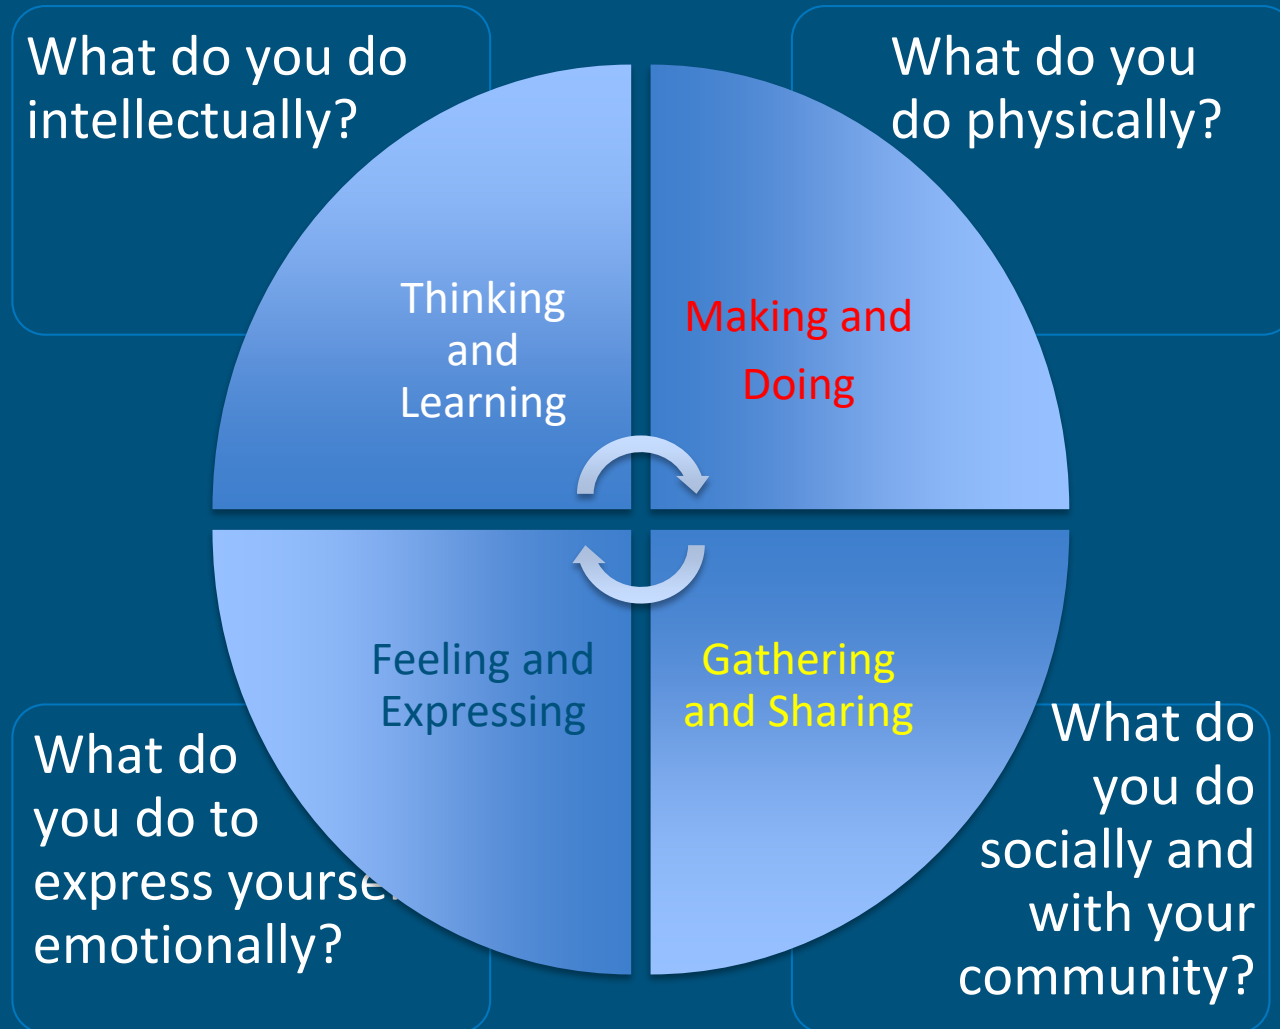 What do you do
intellectually?
What do you
do physically?
Thinking
and
Learning
Making and
Doing
Feeling and
Expressing
Gathering
and Sharing
What do
you do to
express yourse
emotionally?
What do
you do
socially and
with your
community?